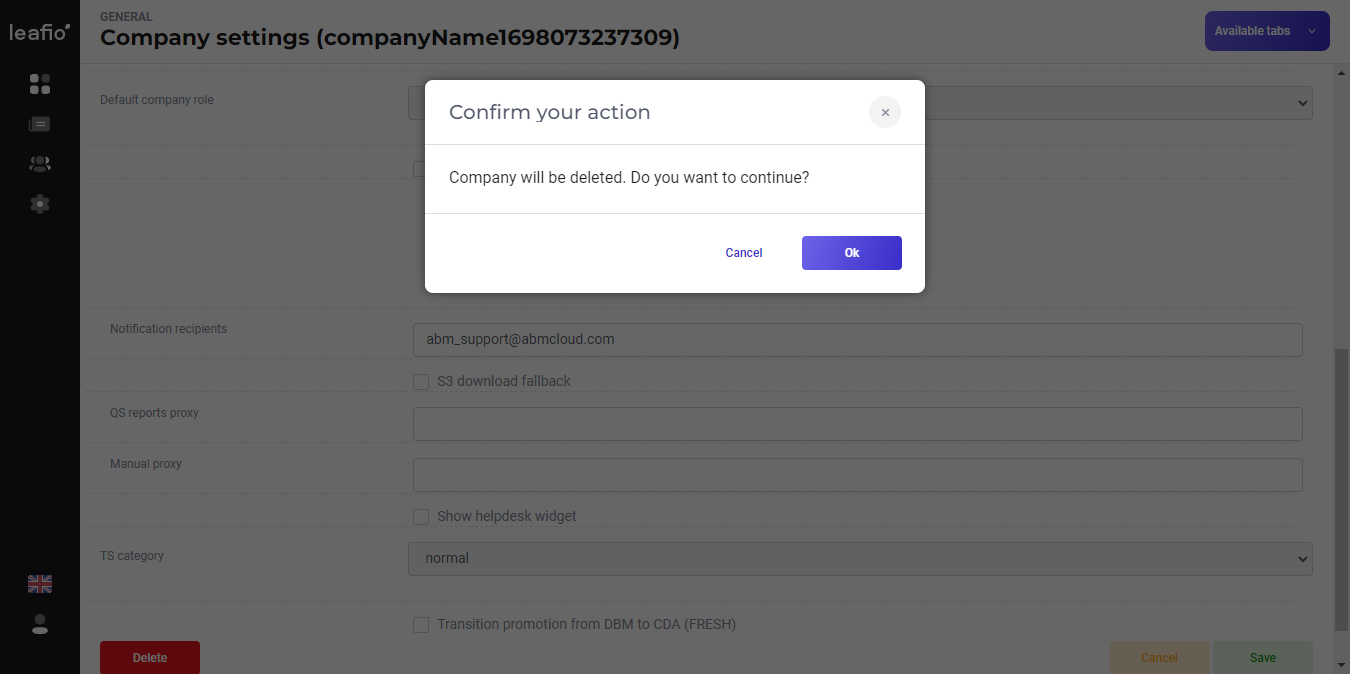 leafio
GENERAL
Company settings (companyName1698073237309)
Available tabs
Default company role
Confirm your action
Company will be deleted. Do you want to continue?
Cancel
Ok
Notification recipients
abm_support@abmcloud.com
S3 download fallback
QS reports proxy
Manual proxy
Show helpdesk widget
TS category
normal
Transition promotion from DBM to CDA (FRESH)
Delete
Cancel
Save